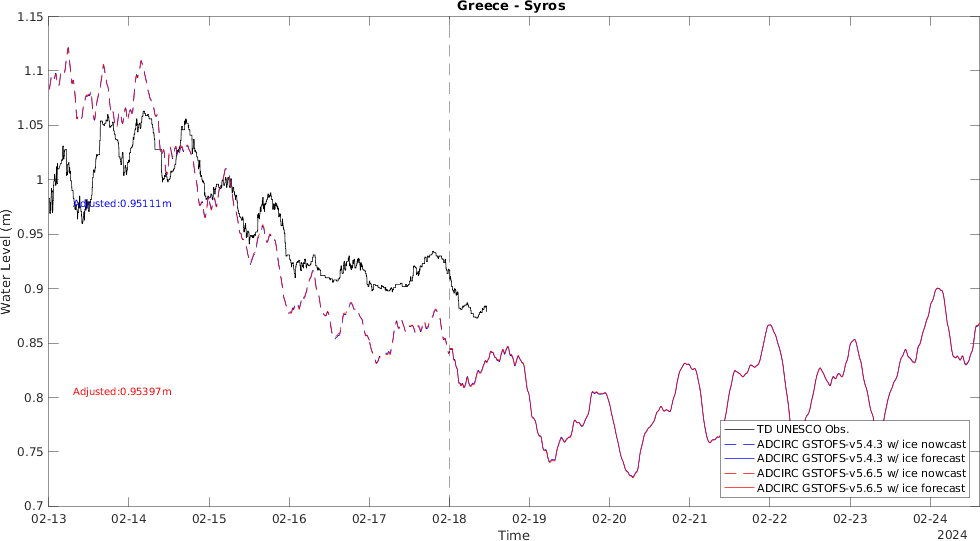 Greece - Syros
1.15
1.1
1.05
1
0.95
0.9
0.85
0.8
0.75
0.7
Water Level (m)
Adjusted:0.95111m
Adjusted:0.95397m
TD UNESCO Obs.
ADCIRC GSTOFS-v5.4.3 w/ ice nowcast
ADCIRC GSTOFS-v5.4.3 w/ ice forecast
ADCIRC GSTOFS-v5.6.5 w/ ice nowcast
ADCIRC GSTOFS-v5.6.5 w/ ice forecast
02-13 02-14 02-15 02-16 02-17 02-18 02-19 02-20 02-21 02-22 02-23 02-24
Time
2024